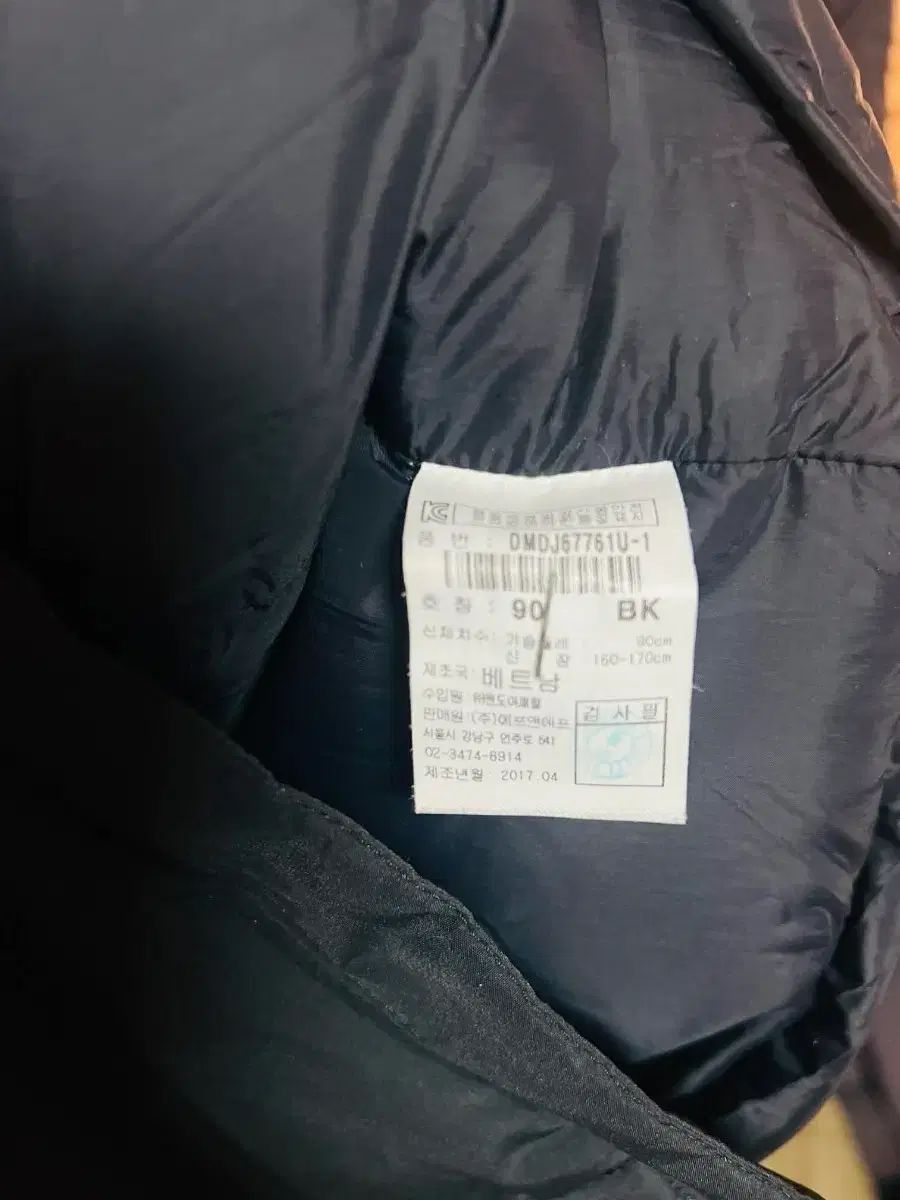 품 번 : DMDJ67761U-1
호 칭 : 90 BK
신체치수: 가슴둘레 : 90cm
신 장 : 160-170cm
제조국: 베트남
수입원:
판매원:(주)에프앤에프
서울시 강남구 언주로 541
02-3474-6914
제조년월: 2017.04
검 사 필